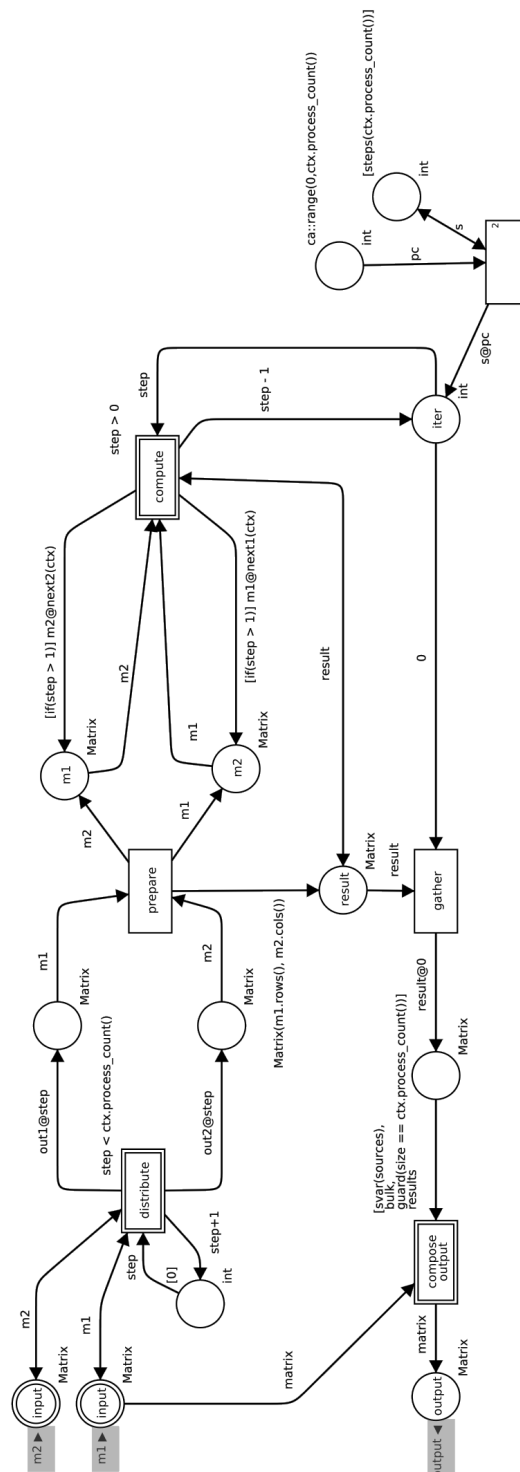 m2 ▶
input
Matrix
m2
m1 ▶
input
Matrix
m1
matrix
distribute
step < ctx.process_count()
step
[0]
step+1
int
out1@step
out2@step
Matrix
Matrix
m1
m2
prepare
m2
m1
Matrix(m1.rows(), m2.cols())
m1
Matrix
m2
Matrix
[if(step > 1)] m2@next2(ctx)
m2
m1
[if(step > 1)] m1@next1(ctx)
compute
step > 0
step
step - 1
result
result
Matrix
result
iter
int
0
s@pc
2
pc
s
int
ca::range(0,ctx.process_count())
int
[steps(ctx.process_count())]
gather
result@0
Matrix
[svar(sources),
bulk,
guard(size == ctx.process_count())]
results
compose
output
matrix
output
Matrix
utput ◀